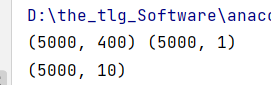 D:\the_tlg_Software\anaco
(5000, 400) (5000, 1)
(5000, 10)